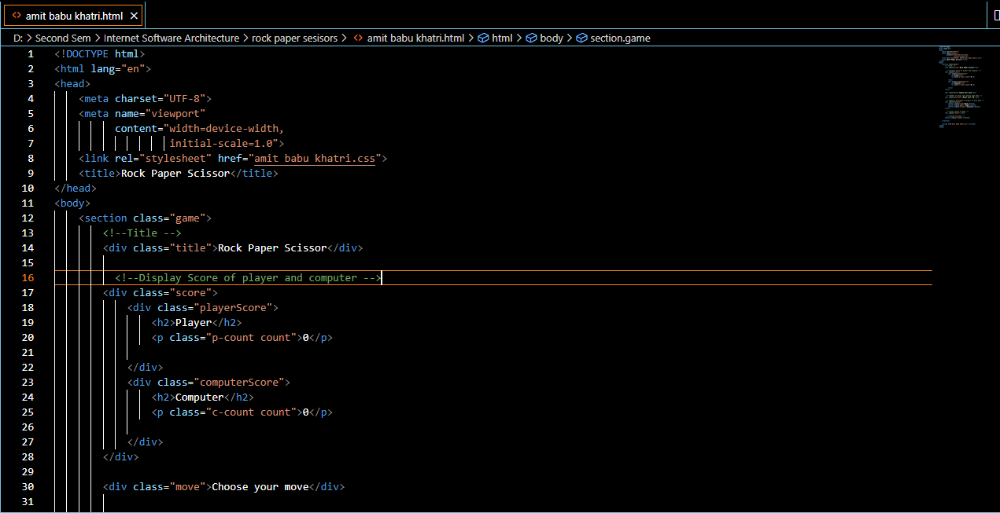 amit babu khatri.html
D: > Second Sem > Internet Software Architecture > rock paper sesisors > amit babu khatri.html > html > body > section.game
1 <!DOCTYPE html>
2 <html lang="en">
3 <head>
4 <meta charset="UTF-8">
5 <meta name="viewport"
6 content="width=device-width,
7 initial-scale=1.0">
8 <link rel="stylesheet" href="amit babu khatri.css">
9 <title>Rock Paper Scissor</title>
10 </head>
11 <body>
12 <section class="game">
13 <!--Title -->
14 <div class="title">Rock Paper Scissor</div>
15
16 <!--Display Score of player and computer -->
17 <div class="score">
18 <div class="playerScore">
19 <h2>Player</h2>
20 <p class="p-count count">0</p>
21
22 </div>
23 <div class="computerScore">
24 <h2>Computer</h2>
25 <p class="c-count count">0</p>
26
27 </div>
28 </div>
29
30 <div class="move">Choose your move</div>
31